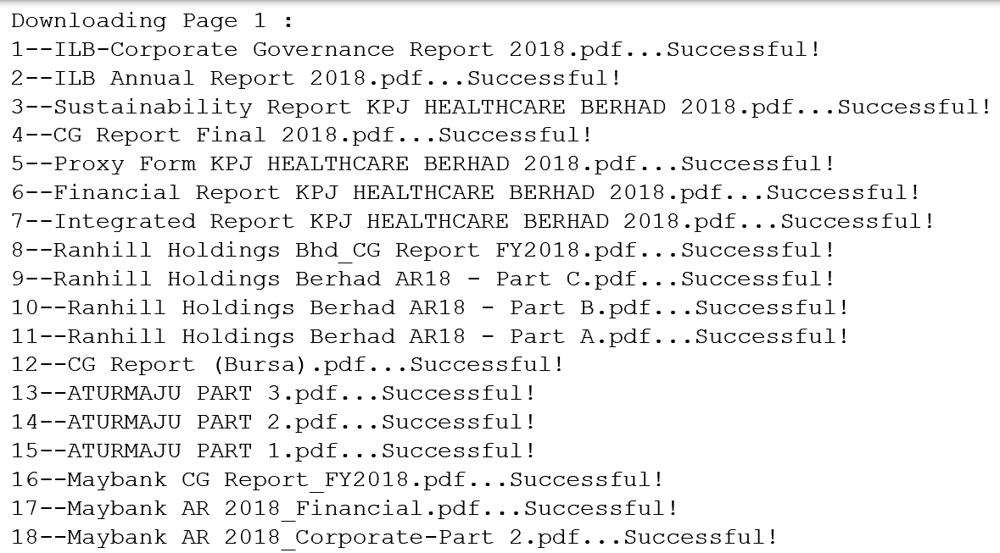 Downloading Page 1 :
1--ILB-Corporate Governance Report 2018.pdf...Successful!
2--ILB Annual Report 2018.pdf...Successful!
3--Sustainability Report KPJ HEALTHCARE BERHAD 2018.pdf...Successful!
4--CG Report Final 2018.pdf...Successful!
5--Proxy Form KPJ HEALTHCARE BERHAD 2018.pdf...Successful!
6--Financial Report KPJ HEALTHCARE BERHAD 2018.pdf...Successful!
7--Integrated Report KPJ HEALTHCARE BERHAD 2018.pdf...Successful!
8--Ranhill Holdings Bhd_CG Report FY2018.pdf...Successful!
9--Ranhill Holdings Berhad AR18 - Part C.pdf...Successful!
10--Ranhill Holdings Berhad AR18 - Part B.pdf...Successful!
11--Ranhill Holdings Berhad AR18 - Part A.pdf...Successful!
12--CG Report (Bursa).pdf...Successful!
13--ATURMAJU PART 3.pdf...Successful!
14--ATURMAJU PART 2.pdf...Successful!
15--ATURMAJU PART 1.pdf...Successful!
16--Maybank CG Report_FY2018.pdf...Successful!
17--Maybank AR 2018_Financial.pdf...Successful!
18--Maybank AR 2018_Corporate-Part 2.pdf...Successful!